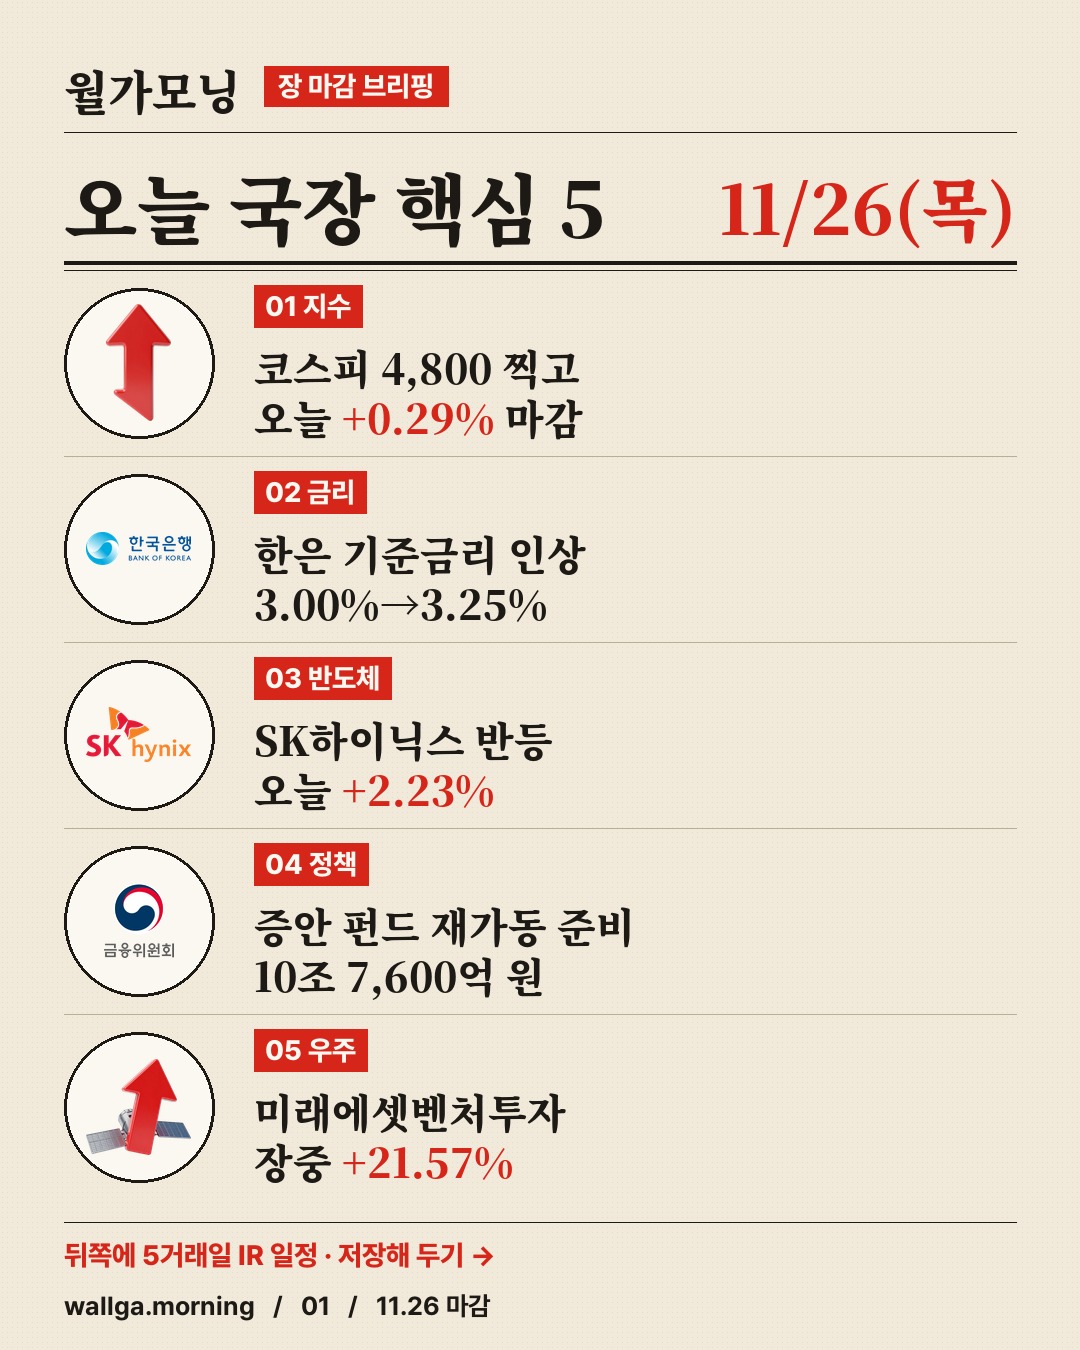 월가모닝 장 마감 브리핑
오늘 국장 핵심 5 11/26(목)
01 지수
코스피 4,800 찍고
오늘 +0.29% 마감
02 금리
한국은행
BANK OF KOREA
한은 기준금리 인상
3.00%→3.25%
03 반도체
SK hynix
SK하이닉스 반등
오늘 +2.23%
04 정책
금융위원회
증안 펀드 재가동 준비
10조 7,600억 원
05 우주
미래에셋벤처투자
장중 +21.57%
뒤쪽에 5거래일 IR 일정 · 저장해 두기 →
wallga.morning / 01 / 11.26 마감